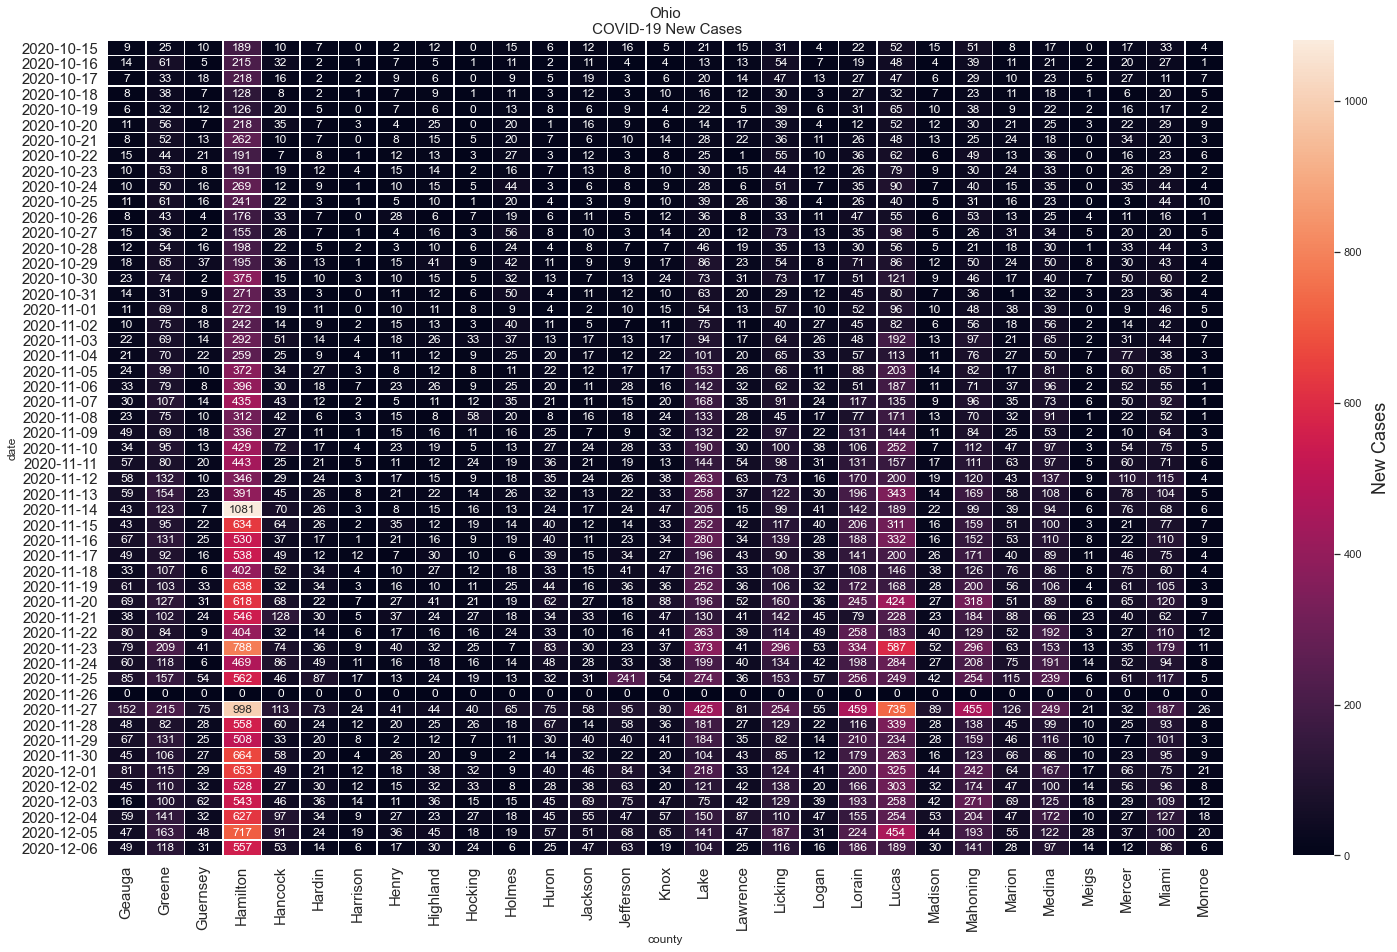 Ohio
COVID-19 New Cases
2020-10-15 9 25 10 189 10 7 0 2 12 0 15 6 12 16 5 21 15 31 4 22 52 15 51 8 17 0 17 33 4
2020-10-16 14 61 5 215 32 2 1 7 5 1 11 2 11 4 4 13 13 54 7 19 48 4 39 11 21 2 20 27 1
2020-10-17 7 33 18 218 16 2 2 9 6 0 9 5 19 3 6 20 14 47 13 27 47 6 29 10 23 5 27 11 7
2020-10-18 8 38 7 128 8 2 1 7 9 1 11 3 12 3 10 16 12 30 3 27 32 7 23 11 18 1 6 20 5
2020-10-19 6 32 12 126 20 5 0 7 6 0 13 8 6 9 4 22 5 39 6 31 65 10 38 9 22 2 16 17 2
2020-10-20 11 56 7 218 35 7 3 4 25 0 20 1 16 9 6 14 17 39 4 12 52 12 30 21 25 3 22 29 9
2020-10-21 8 52 13 262 10 7 0 8 15 5 20 7 6 10 14 28 22 36 11 26 48 13 25 24 18 0 34 20 3
2020-10-22 15 44 21 191 7 8 1 12 13 3 27 3 12 3 8 25 1 55 10 36 62 6 49 13 36 0 16 23 6
2020-10-23 10 53 8 191 19 12 4 15 14 2 16 7 13 8 10 30 15 44 12 26 79 9 30 24 33 0 26 29 2
2020-10-24 10 50 16 269 12 9 1 10 15 5 44 3 6 8 9 28 6 51 7 35 90 7 40 15 35 0 35 44 4
2020-10-25 11 61 16 241 22 3 1 5 10 1 20 4 3 9 10 39 26 36 4 26 40 5 31 16 23 0 3 44 10
2020-10-26 8 43 4 176 33 7 0 28 6 7 19 6 11 5 12 36 8 33 11 47 55 6 53 13 25 4 11 16 1
2020-10-27 15 36 2 155 26 7 1 4 16 3 56 8 10 3 14 20 12 73 13 35 98 5 26 31 34 5 20 20 5
2020-10-28 12 54 16 198 22 5 2 3 10 6 24 4 8 7 7 46 19 35 13 30 56 5 21 18 30 1 33 44 3
2020-10-29 18 65 37 195 36 13 1 15 41 9 42 11 9 9 17 86 23 54 8 71 86 12 50 24 50 8 30 43 4
2020-10-30 23 74 2 375 15 10 3 10 15 5 32 13 7 13 24 73 31 73 17 51 121 9 46 17 40 7 50 60 2
2020-10-31 14 31 9 271 33 3 0 11 12 6 50 4 11 12 10 63 20 29 12 45 80 7 36 1 32 3 23 36 4
2020-11-01 11 69 8 272 19 11 0 10 11 8 9 4 2 10 15 54 13 57 10 52 96 10 48 38 39 0 9 46 5
2020-11-02 10 75 18 242 14 9 2 15 13 3 40 11 5 7 11 75 11 40 27 45 82 6 56 18 56 2 14 42 0
2020-11-03 22 69 14 292 51 14 4 18 26 33 37 13 17 13 17 94 17 64 26 48 192 13 97 21 65 2 31 44 7
2020-11-04 21 70 22 259 25 9 4 11 12 9 25 20 17 12 22 101 20 65 33 57 113 11 76 27 50 7 77 38 3
2020-11-05 24 99 10 372 34 27 3 8 12 8 11 22 12 17 17 153 26 66 11 88 203 14 82 17 81 8 60 65 1
2020-11-06 33 79 8 396 30 18 7 23 26 9 25 20 11 28 16 142 32 62 32 51 187 11 71 37 96 2 52 55 1
2020-11-07 30 107 14 435 43 12 2 5 11 12 35 21 11 15 20 168 35 91 24 117 135 9 96 35 73 6 50 92 1
2020-11-08 23 75 10 312 42 6 3 15 8 58 20 8 16 18 24 133 28 45 17 77 171 13 70 32 91 1 22 52 1
2020-11-09 49 69 18 336 27 11 1 15 16 11 16 25 7 9 32 132 22 97 22 131 144 11 84 25 53 2 10 64 3
2020-11-10 34 95 13 429 72 17 4 23 19 5 13 27 24 28 33 190 30 100 38 106 252 17 112 47 97 3 54 75 5
2020-11-11 57 80 20 443 25 21 5 11 12 24 19 36 21 19 13 144 54 98 31 131 157 17 111 63 97 5 60 71 6
2020-11-12 58 132 10 346 29 24 3 17 15 9 18 35 24 26 38 263 63 73 16 170 200 19 120 43 137 9 110 115 4
2020-11-13 59 154 23 391 45 26 8 21 22 14 26 32 13 22 33 258 37 122 30 196 343 14 169 58 108 6 78 104 5
2020-11-14 43 123 7 1081 70 26 3 8 15 16 13 24 17 24 47 205 15 99 41 142 189 22 99 39 94 6 76 68 6
2020-11-15 43 95 22 634 64 26 2 35 12 19 14 40 12 14 33 252 42 117 40 206 311 16 159 51 100 3 21 77 7
2020-11-16 67 131 25 530 37 17 1 21 16 9 19 40 11 23 34 280 34 139 28 188 332 16 152 53 110 8 22 110 9
2020-11-17 49 92 16 538 49 12 12 7 30 10 6 39 15 34 27 196 43 90 38 141 200 26 171 40 89 11 46 75 4
2020-11-18 33 107 6 402 52 34 4 10 27 12 18 33 15 41 47 216 33 108 37 108 146 38 126 76 86 8 75 60 4
2020-11-19 61 103 33 638 32 34 3 16 10 11 25 44 16 36 36 252 36 106 32 172 168 28 200 56 106 4 61 105 3
2020-11-20 69 127 31 618 68 22 7 27 41 21 19 62 27 18 88 196 52 160 36 245 424 27 318 51 89 6 65 120 9
2020-11-21 38 102 24 546 128 30 5 37 24 27 18 34 33 16 47 130 41 142 45 79 228 23 184 88 66 23 40 62 7
2020-11-22 80 84 9 404 32 14 6 17 16 16 24 33 10 16 41 263 39 114 49 258 183 40 129 52 192 3 27 110 12
2020-11-23 79 209 41 788 74 36 9 40 32 25 7 83 30 23 37 373 41 296 53 334 587 52 296 63 153 13 35 179 11
2020-11-24 60 118 6 469 86 49 11 16 18 16 14 48 28 33 38 199 40 134 42 198 284 27 208 75 191 14 52 94 8
2020-11-25 85 157 54 562 46 87 17 13 24 19 13 32 31 241 54 274 36 153 57 256 249 42 254 115 239 6 61 117 5
2020-11-26 0 0 0 0 0 0 0 0 0 0 0 0 0 0 0 0 0 0 0 0 0 0 0 0 0 0 0 0 0
2020-11-27 152 215 75 998 113 73 24 41 44 40 65 75 58 95 80 425 81 254 55 459 735 89 455 126 249 21 32 187 26
2020-11-28 48 82 28 558 60 24 12 20 25 26 18 67 14 58 36 181 27 129 22 116 339 28 138 45 99 10 25 93 8
2020-11-29 67 131 25 508 33 20 8 2 12 7 11 30 40 40 41 184 35 82 14 210 234 28 159 46 116 10 7 101 3
2020-11-30 45 106 27 664 58 20 4 26 20 9 2 14 32 22 20 104 43 85 12 179 263 16 123 66 86 10 23 95 9
2020-12-01 81 115 29 653 49 21 12 18 38 32 9 40 46 84 34 218 33 124 41 200 325 44 242 64 167 17 66 75 21
2020-12-02 45 110 32 528 27 30 12 15 32 33 8 28 38 63 20 121 42 138 20 166 303 32 174 47 100 14 56 96 8
2020-12-03 16 100 62 543 46 36 14 11 36 15 15 45 69 75 47 75 42 129 39 193 258 42 271 69 125 18 29 109 12
2020-12-04 59 141 32 627 97 34 9 27 23 27 18 45 55 47 57 150 87 110 47 155 254 53 204 47 172 10 27 127 18
2020-12-05 47 163 48 717 91 24 19 36 45 18 19 57 51 68 65 141 47 187 31 224 454 44 193 55 122 28 37 100 20
2020-12-06 49 118 31 557 53 14 6 17 30 24 6 25 47 63 19 104 25 116 16 186 189 30 141 28 97 14 12 86 6
date
Geauga Greene Guernsey Hamilton Hancock Hardin Harrison Henry Highland Hocking Holmes Huron Jackson Jefferson Knox Lake Lawrence Licking Logan Lorain Lucas Madison Mahoning Marion Medina Meigs Mercer Miami Monroe
county
1000
800
600
400
200
0
New Cases